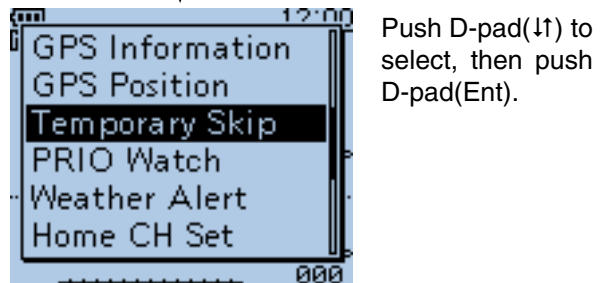 12:00
GPS Information
GPS Position
Temporary Skip
PRIO Watch
Weather Alert
Home CH Set
000
Push D-pad(↓↑) to
select, then push
D-pad(Ent).